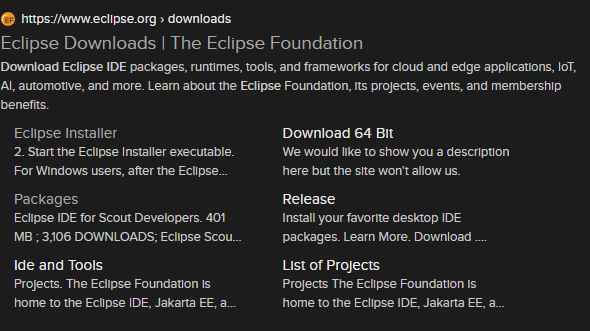 EF https://www.eclipse.org › downloads
Eclipse Downloads | The Eclipse Foundation
Download Eclipse IDE packages, runtimes, tools, and frameworks for cloud and edge applications, IoT,
AI, automotive, and more. Learn about the Eclipse Foundation, its projects, events, and membership
benefits.
Eclipse Installer
2. Start the Eclipse Installer executable.
For Windows users, after the Eclipse...
Download 64 Bit
We would like to show you a description
here but the site won't allow us.
Packages
Eclipse IDE for Scout Developers. 401
MB ; 3,106 DOWNLOADS; Eclipse Scou...
Release
Install your favorite desktop IDE
packages. Learn More. Download ....
Ide and Tools
Projects. The Eclipse Foundation is
home to the Eclipse IDE, Jakarta EE, a...
List of Projects
Projects The Eclipse Foundation is
home to the Eclipse IDE, Jakarta EE, a...